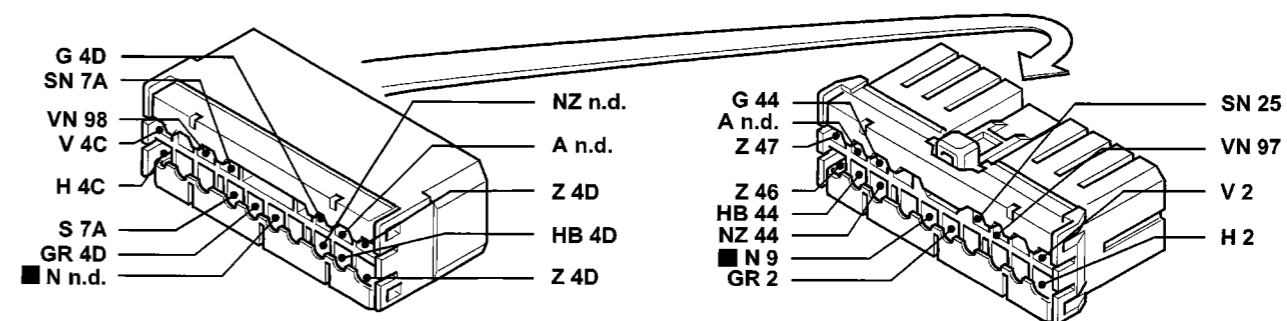 G 4D
SN 7A
VN 98
V 4C
H 4C
S 7A
GR 4D
■ N n.d.
NZ n.d.
A n.d.
Z 4D
HB 4D
Z 4D
G 44
A n.d.
Z 47
Z 46
HB 44
NZ 44
■ N 9
GR 2
SN 25
VN 97
V 2
H 2